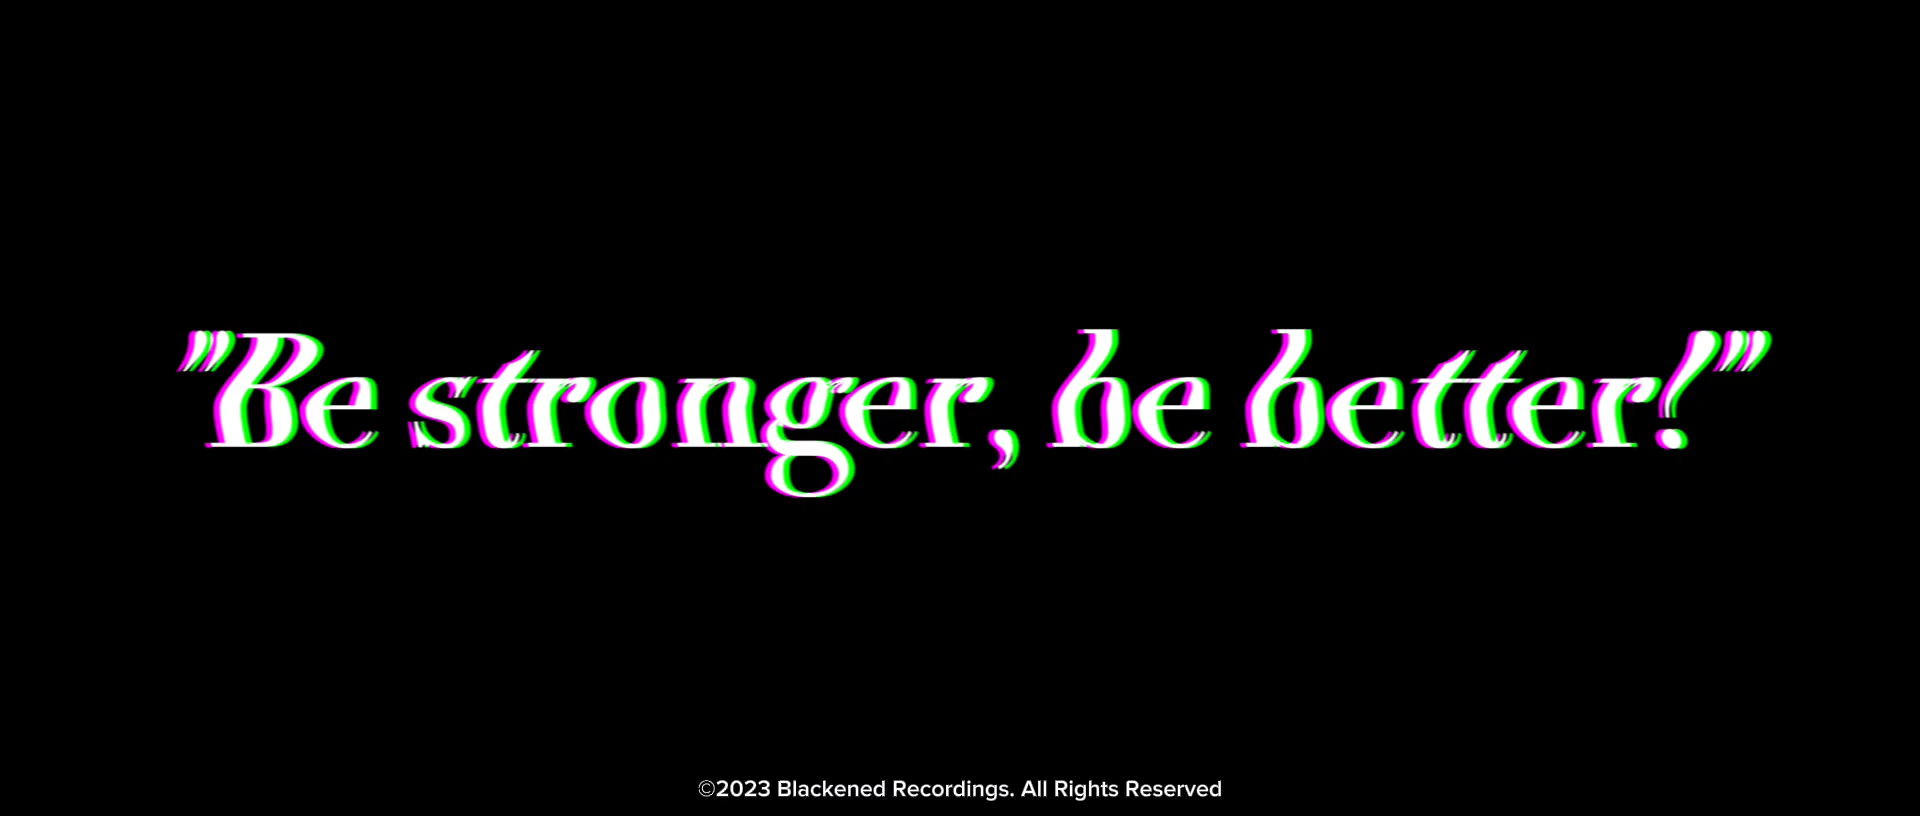 "Be stronger, be better!"
©2023 Blackened Recordings. All Rights Reserved